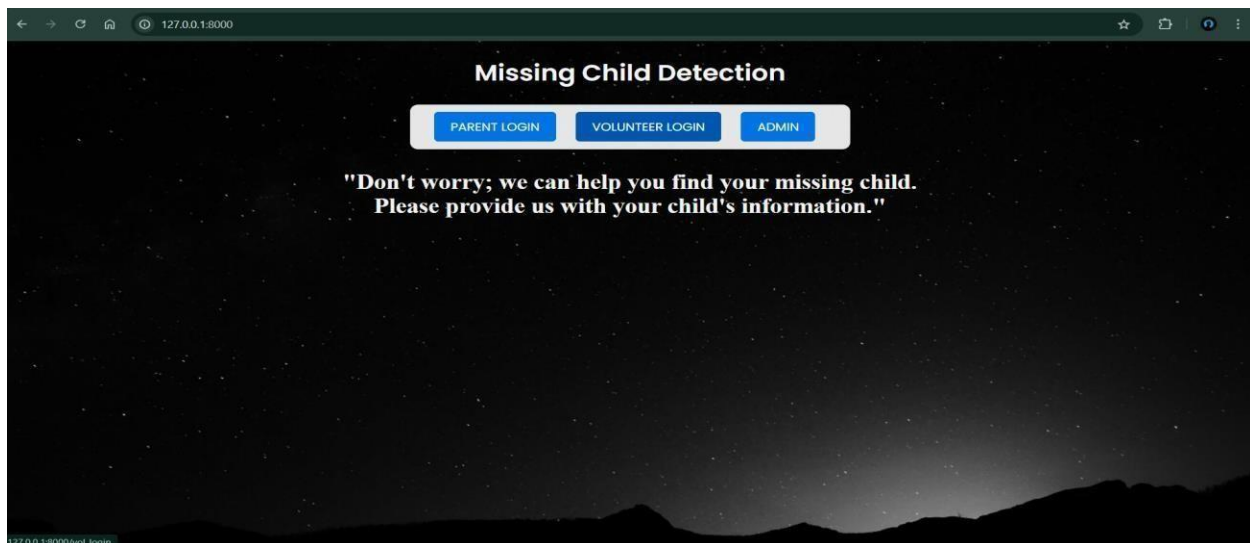 127.0.0.1:8000
Missing Child Detection
PARENT LOGIN VOLUNTEER LOGIN ADMIN
"Don't worry; we can help you find your missing child.
Please provide us with your child's information."
127.0.0.1:8000/vol_login